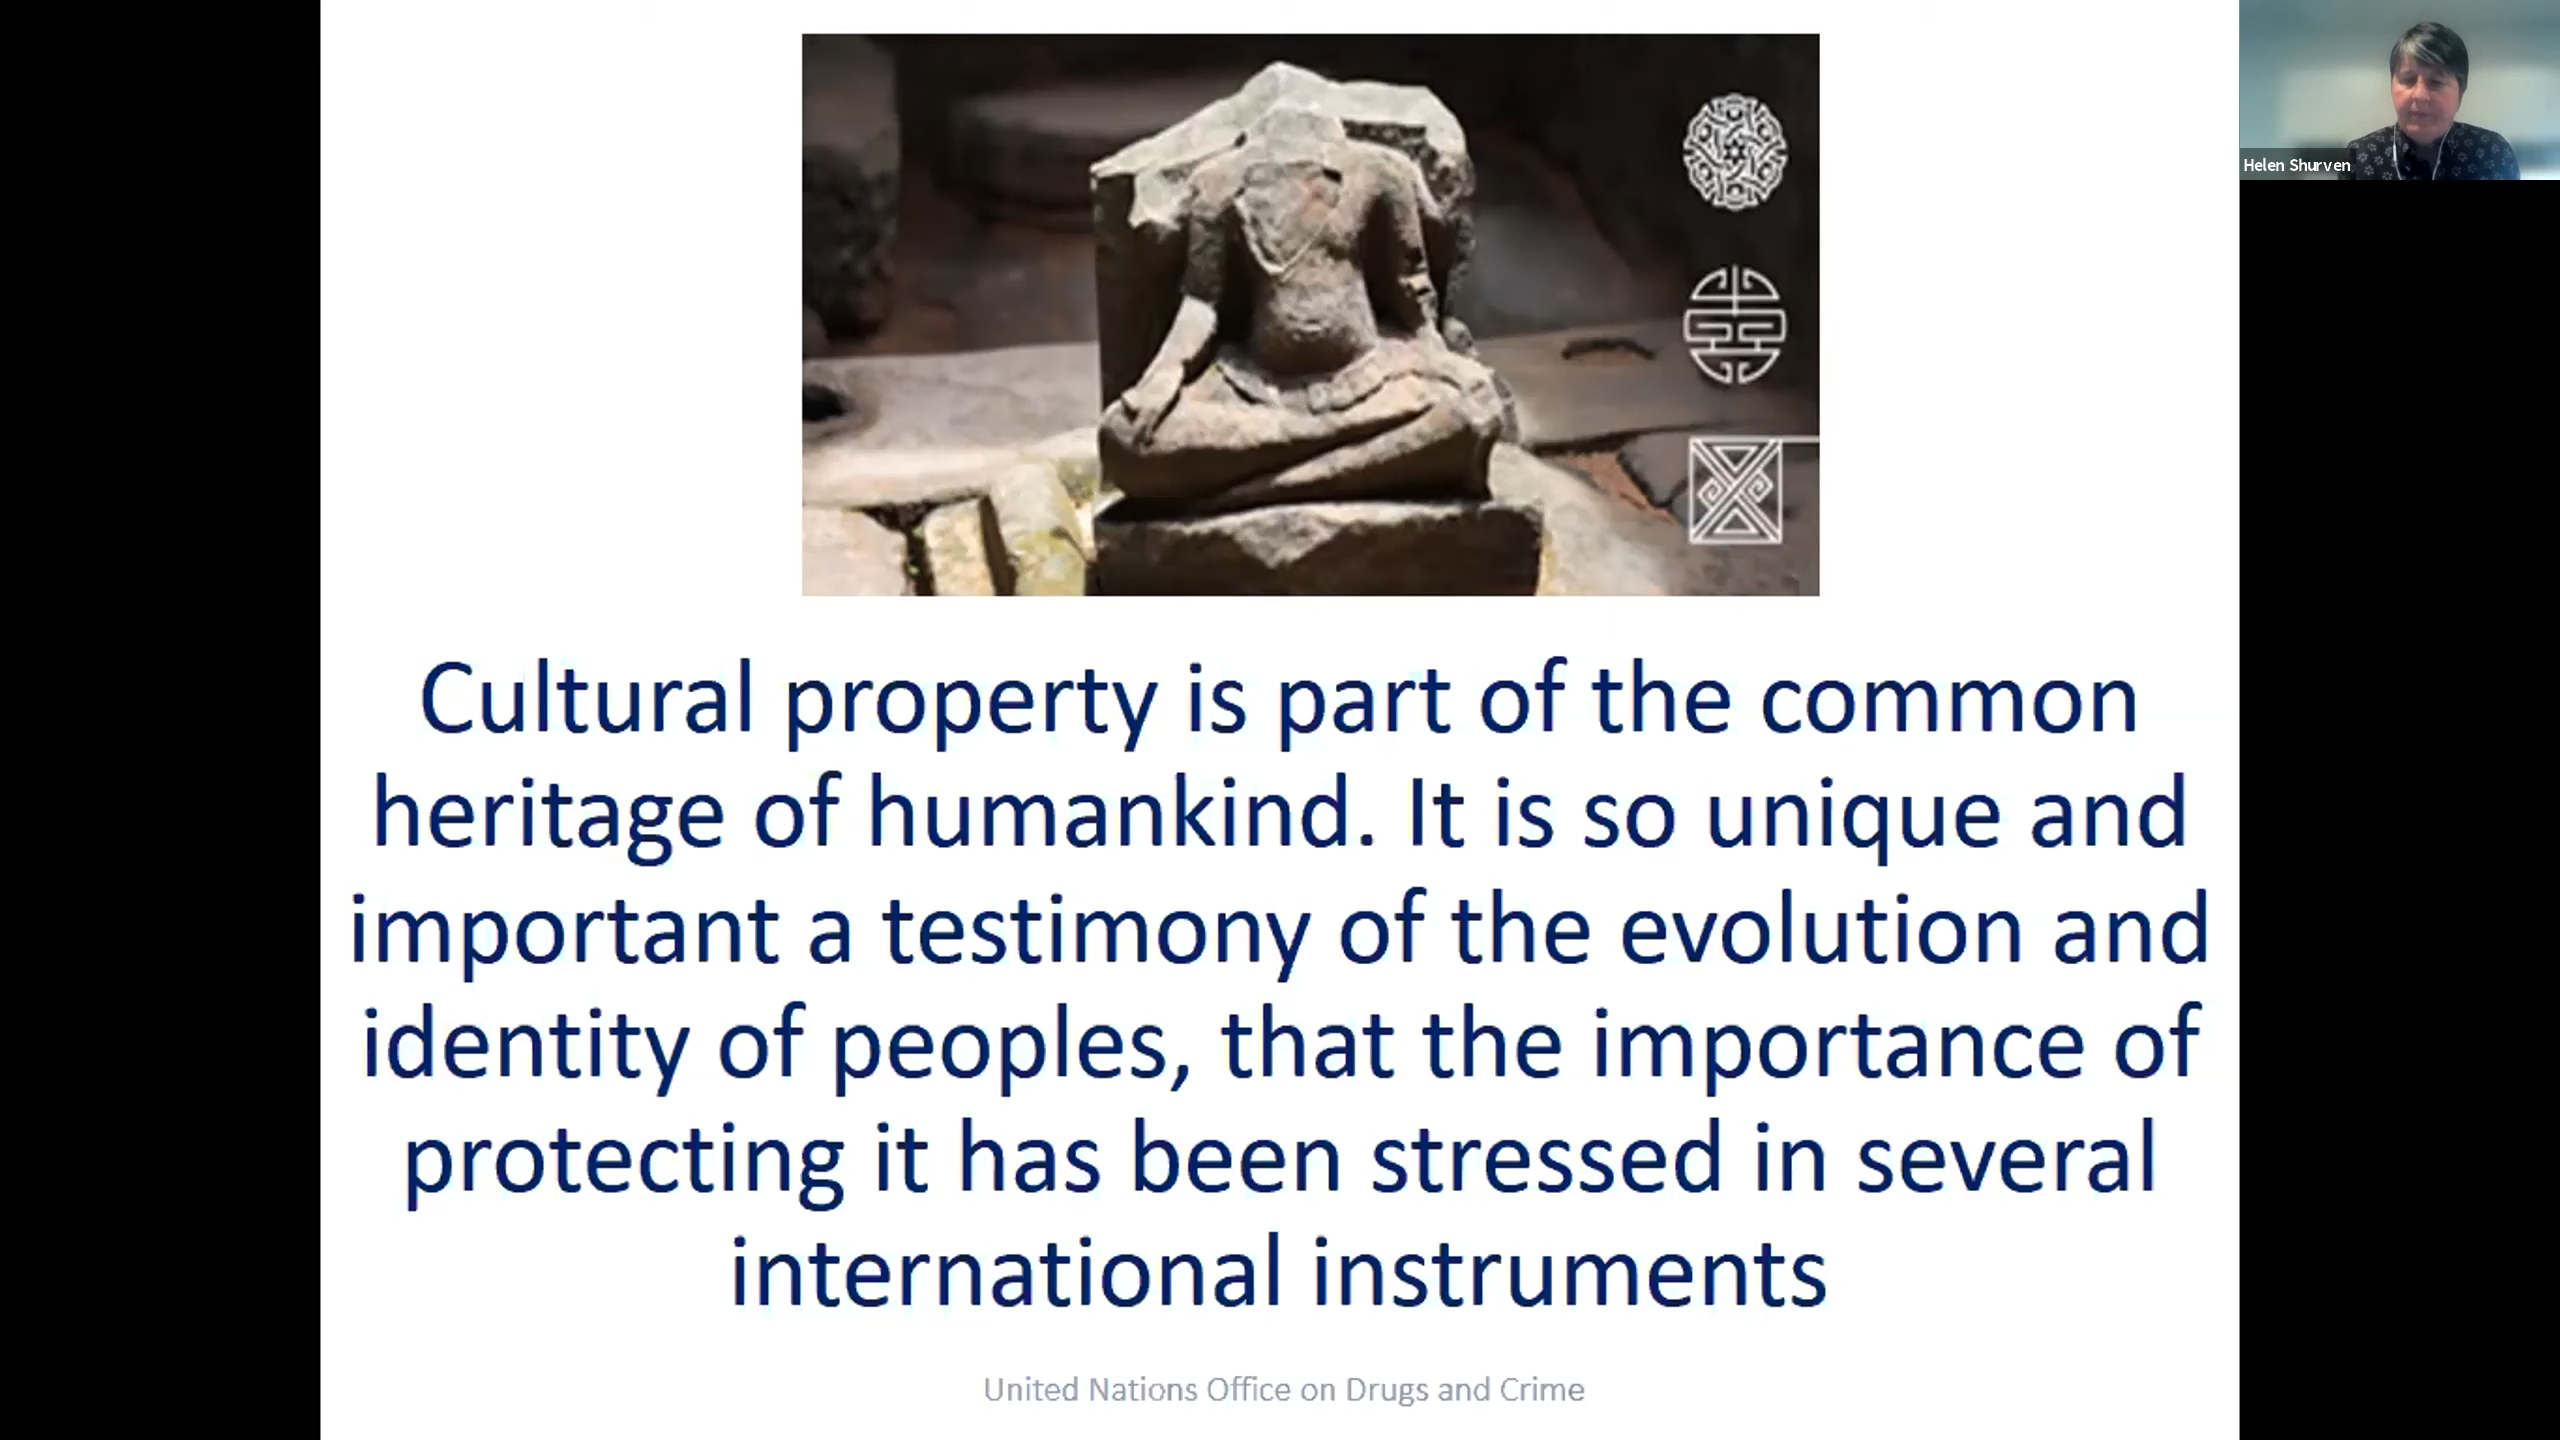 Helen Shurven
Cultural property is part of the common
heritage of humankind. It is so unique and
important a testimony of the evolution and
identity of peoples, that the importance of
protecting it has been stressed in several
international instruments
United Nations Office on Drugs and Crime